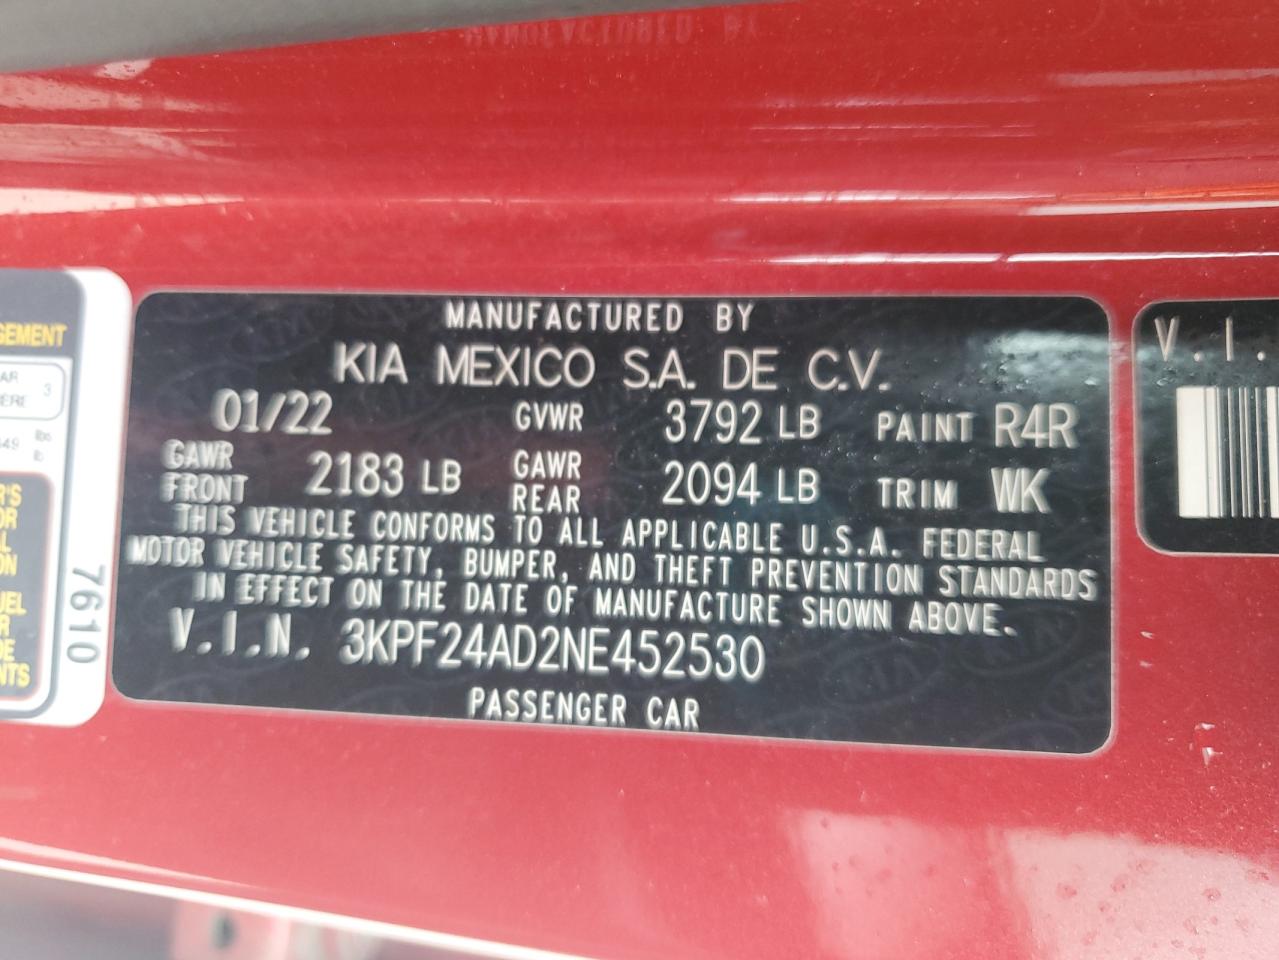 MANUFACTURED BY
KIA MEXICO S.A. DE C.V.
01/22 GVWR 3792 LB PAINT R4R
GAWR FRONT 2183 LB GAWR REAR 2094 LB TRIM WK
THIS VEHICLE CONFORMS TO ALL APPLICABLE U.S.A. FEDERAL
MOTOR VEHICLE SAFETY, BUMPER, AND THEFT PREVENTION STANDARDS
IN EFFECT ON THE DATE OF MANUFACTURE SHOWN ABOVE.
V.I.N. 3KPF24AD2NE452530
PASSENGER CAR
7610
V.I.